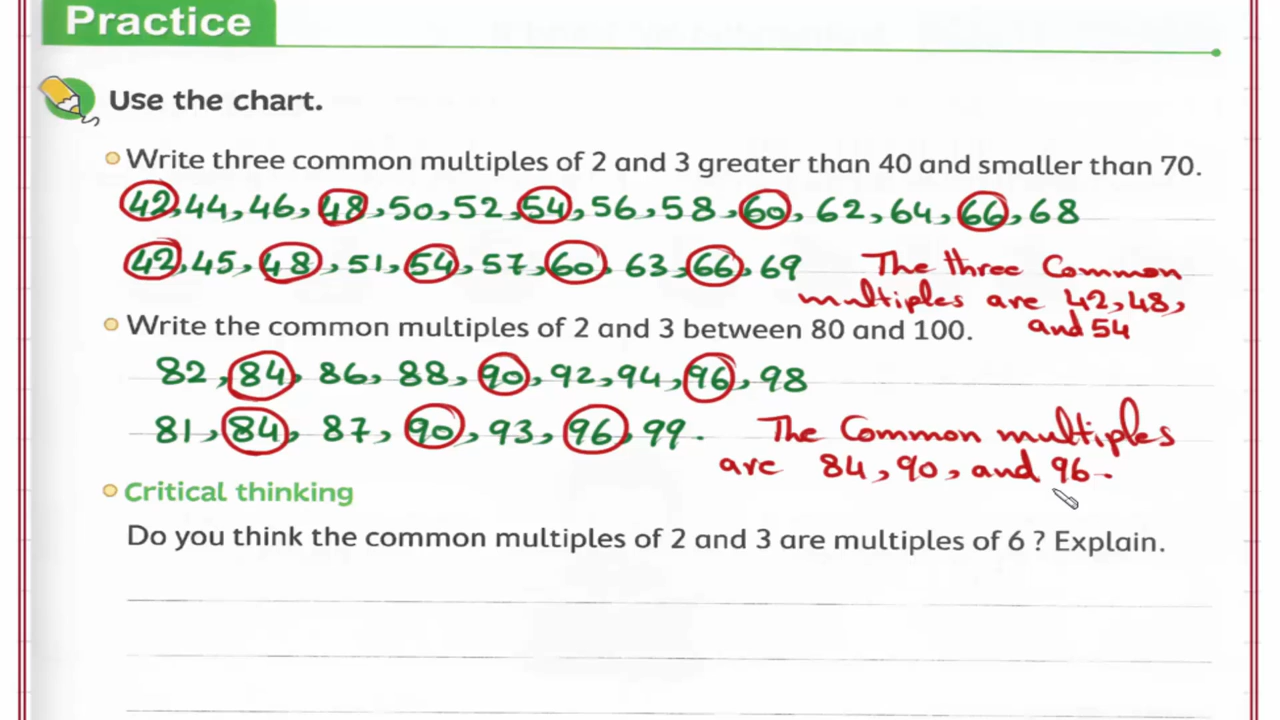 Practice
Use the chart.
Write three common multiples of 2 and 3 greater than 40 and smaller than 70.
42, 44, 46, 48, 50, 52, 54, 56, 58, 60, 62, 64, 66, 68
42, 45, 48, 51, 54, 57, 60, 63, 66, 69 The three Common
multiples are 42, 48,
Write the common multiples of 2 and 3 between 80 and 100. and 54
82, 84, 86, 88, 90, 92, 94, 96, 98
81, 84, 87, 90, 93, 96, 99. The Common multiples
are 84, 90, and 96.
Critical thinking
Do you think the common multiples of 2 and 3 are multiples of 6 ? Explain.